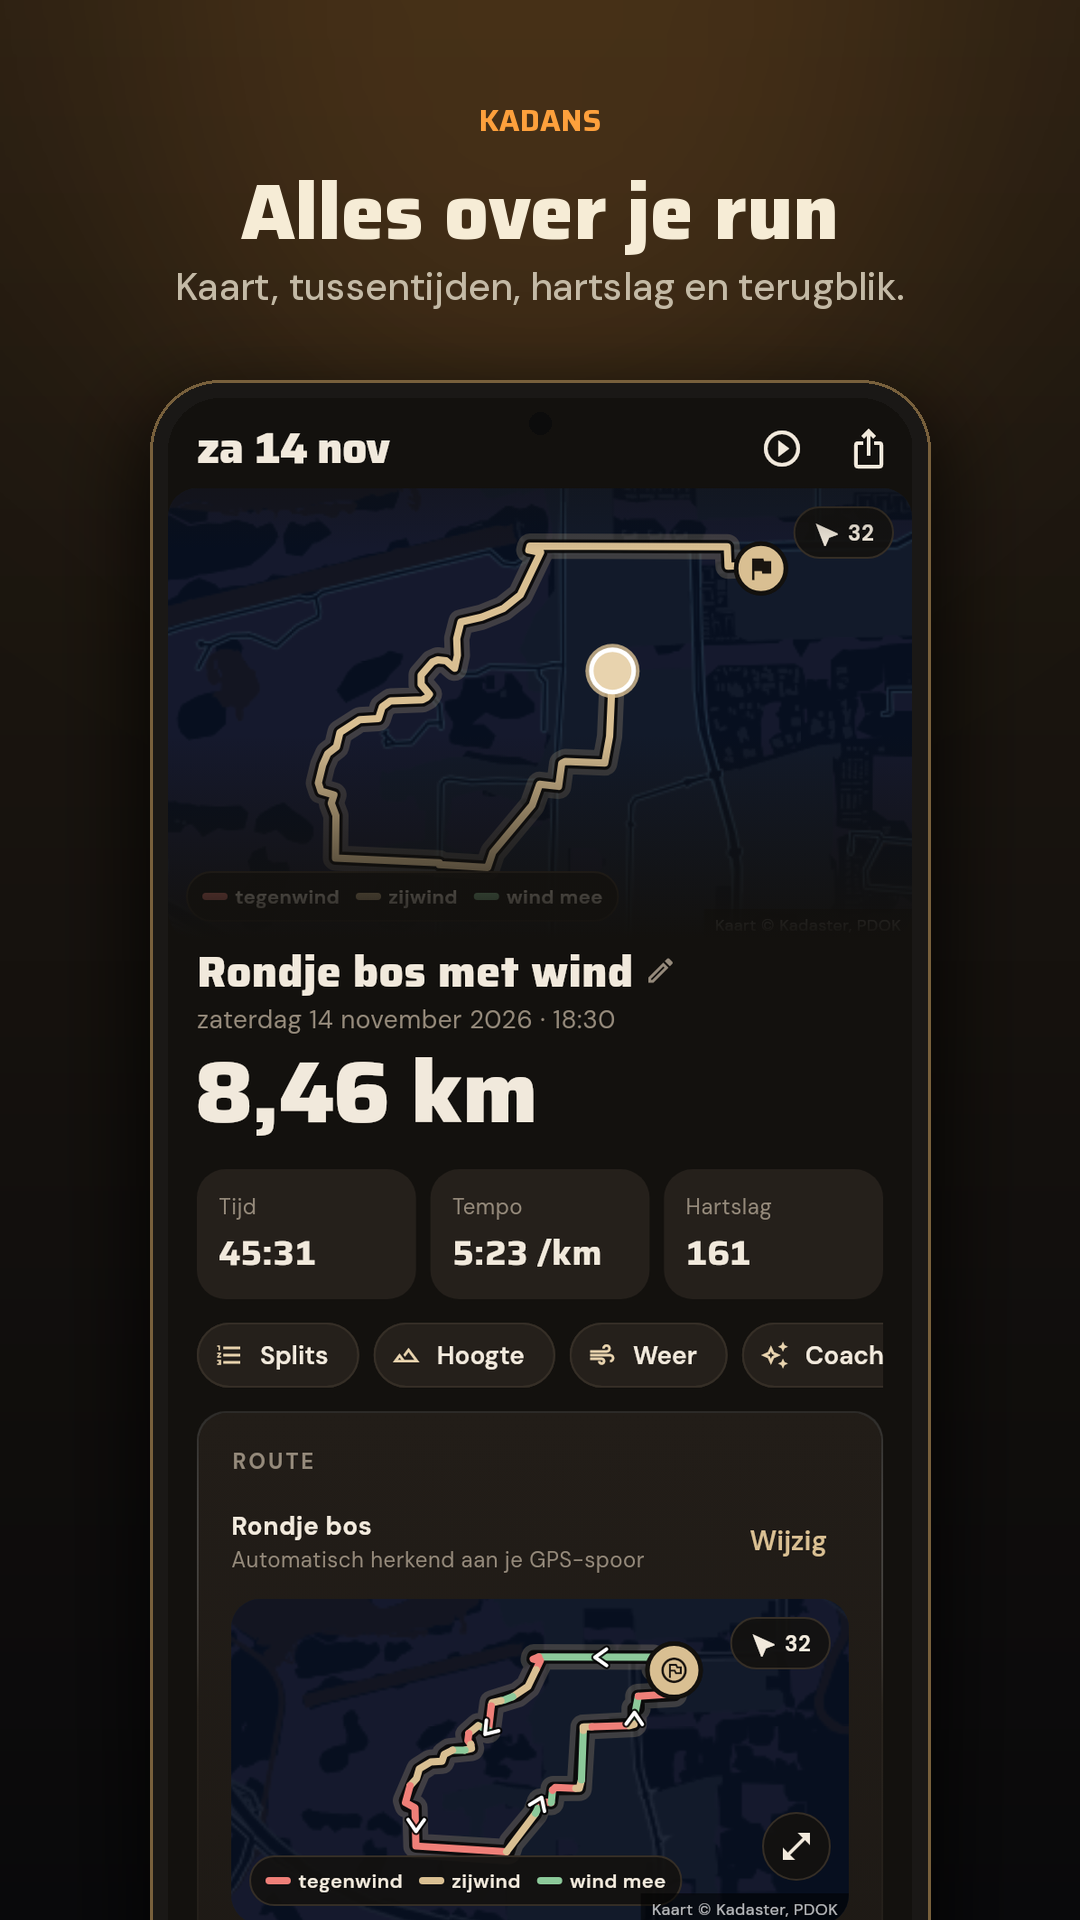 KADANS
Alles over je run
Kaart, tussentijden, hartslag en terugblik.
za 14 nov
32
tegenwind zijwind wind mee
Kaart © Kadaster, PDOK
Rondje bos met wind
zaterdag 14 november 2026 · 18:30
8,46 km
Tijd Tempo Hartslag
45:31 5:23 /km 161
Splits Hoogte Weer Coach
ROUTE
Rondje bos
Wijzig
Automatisch herkend aan je GPS-spoor
32
tegenwind zijwind wind mee
Kaart © Kadaster, PDOK